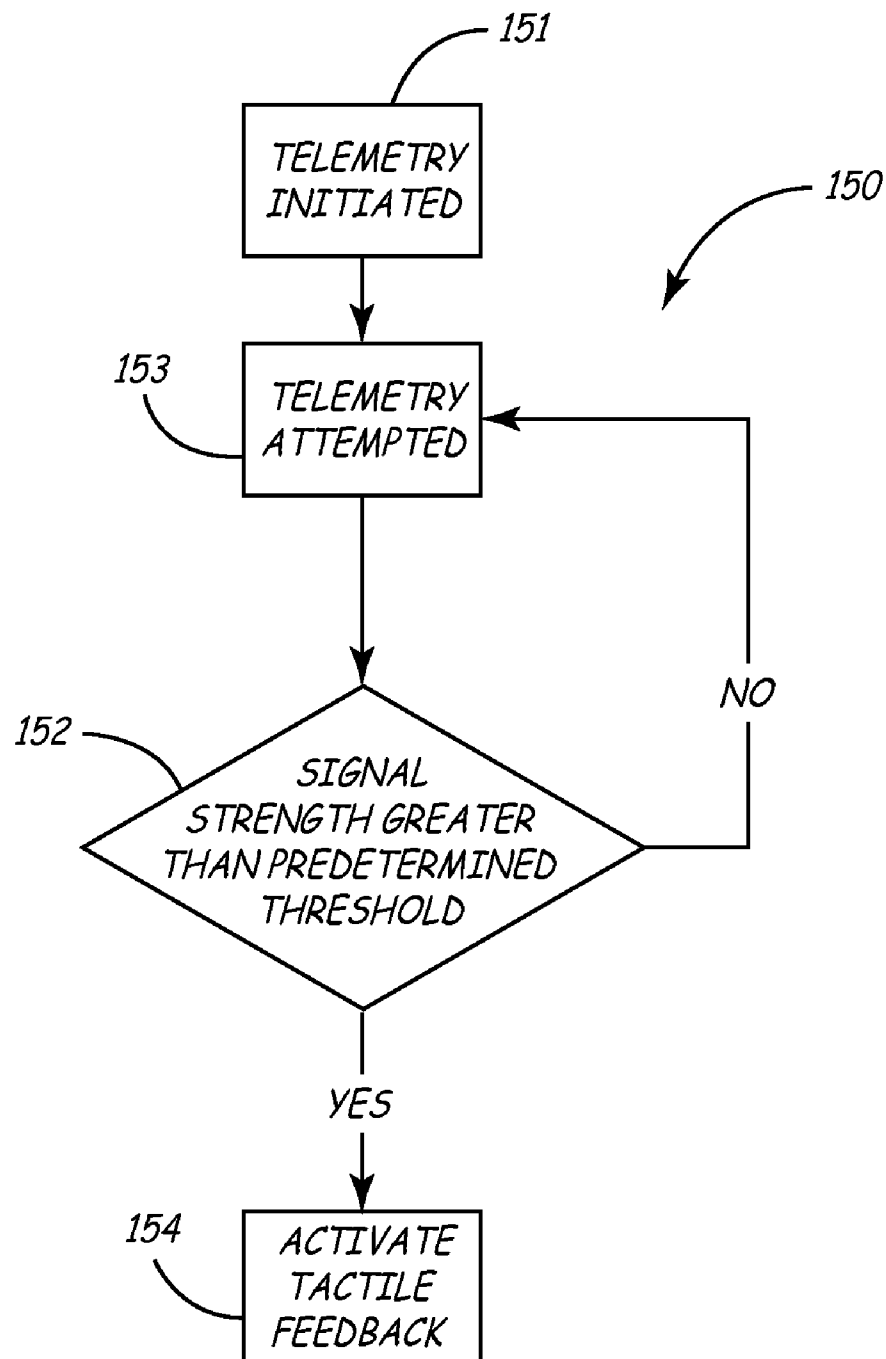 151
TELEMETRY
INITIATED
150
153
TELEMETRY
ATTEMPTED
NO
152
SIGNAL
STRENGTH GREATER
THAN PREDETERMINED
THRESHOLD
YES
154
ACTIVATE
TACTILE
FEEDBACK